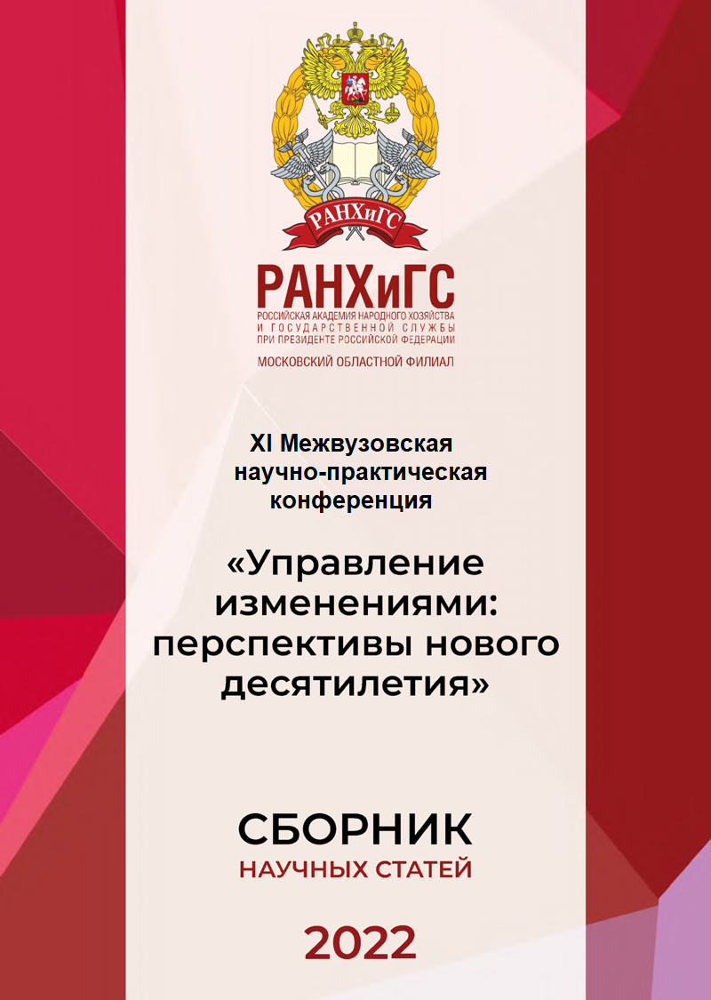 РАНХиГС
РАНХиГС
РОССИЙСКАЯ АКАДЕМИЯ НАРОДНОГО ХОЗЯЙСТВА
И ГОСУДАРСТВЕННОЙ СЛУЖБЫ
ПРИ ПРЕЗИДЕНТЕ РОССИЙСКОЙ ФЕДЕРАЦИИ
МОСКОВСКИЙ ОБЛАСТНОЙ ФИЛИАЛ
XI Межвузовская
научно-практическая
конференция
«Управление
изменениями:
перспективы нового
десятилетия»
СБОРНИК
НАУЧНЫХ СТАТЕЙ
2022